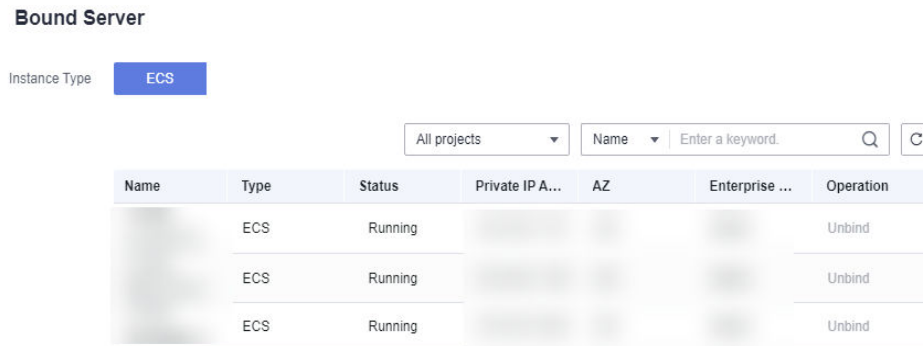 Bound Server
Instance Type ECS
All projects Name Enter a keyword.
Name Type Status Private IP A... AZ Enterprise ... Operation
ECS Running Unbind
ECS Running Unbind
ECS Running Unbind